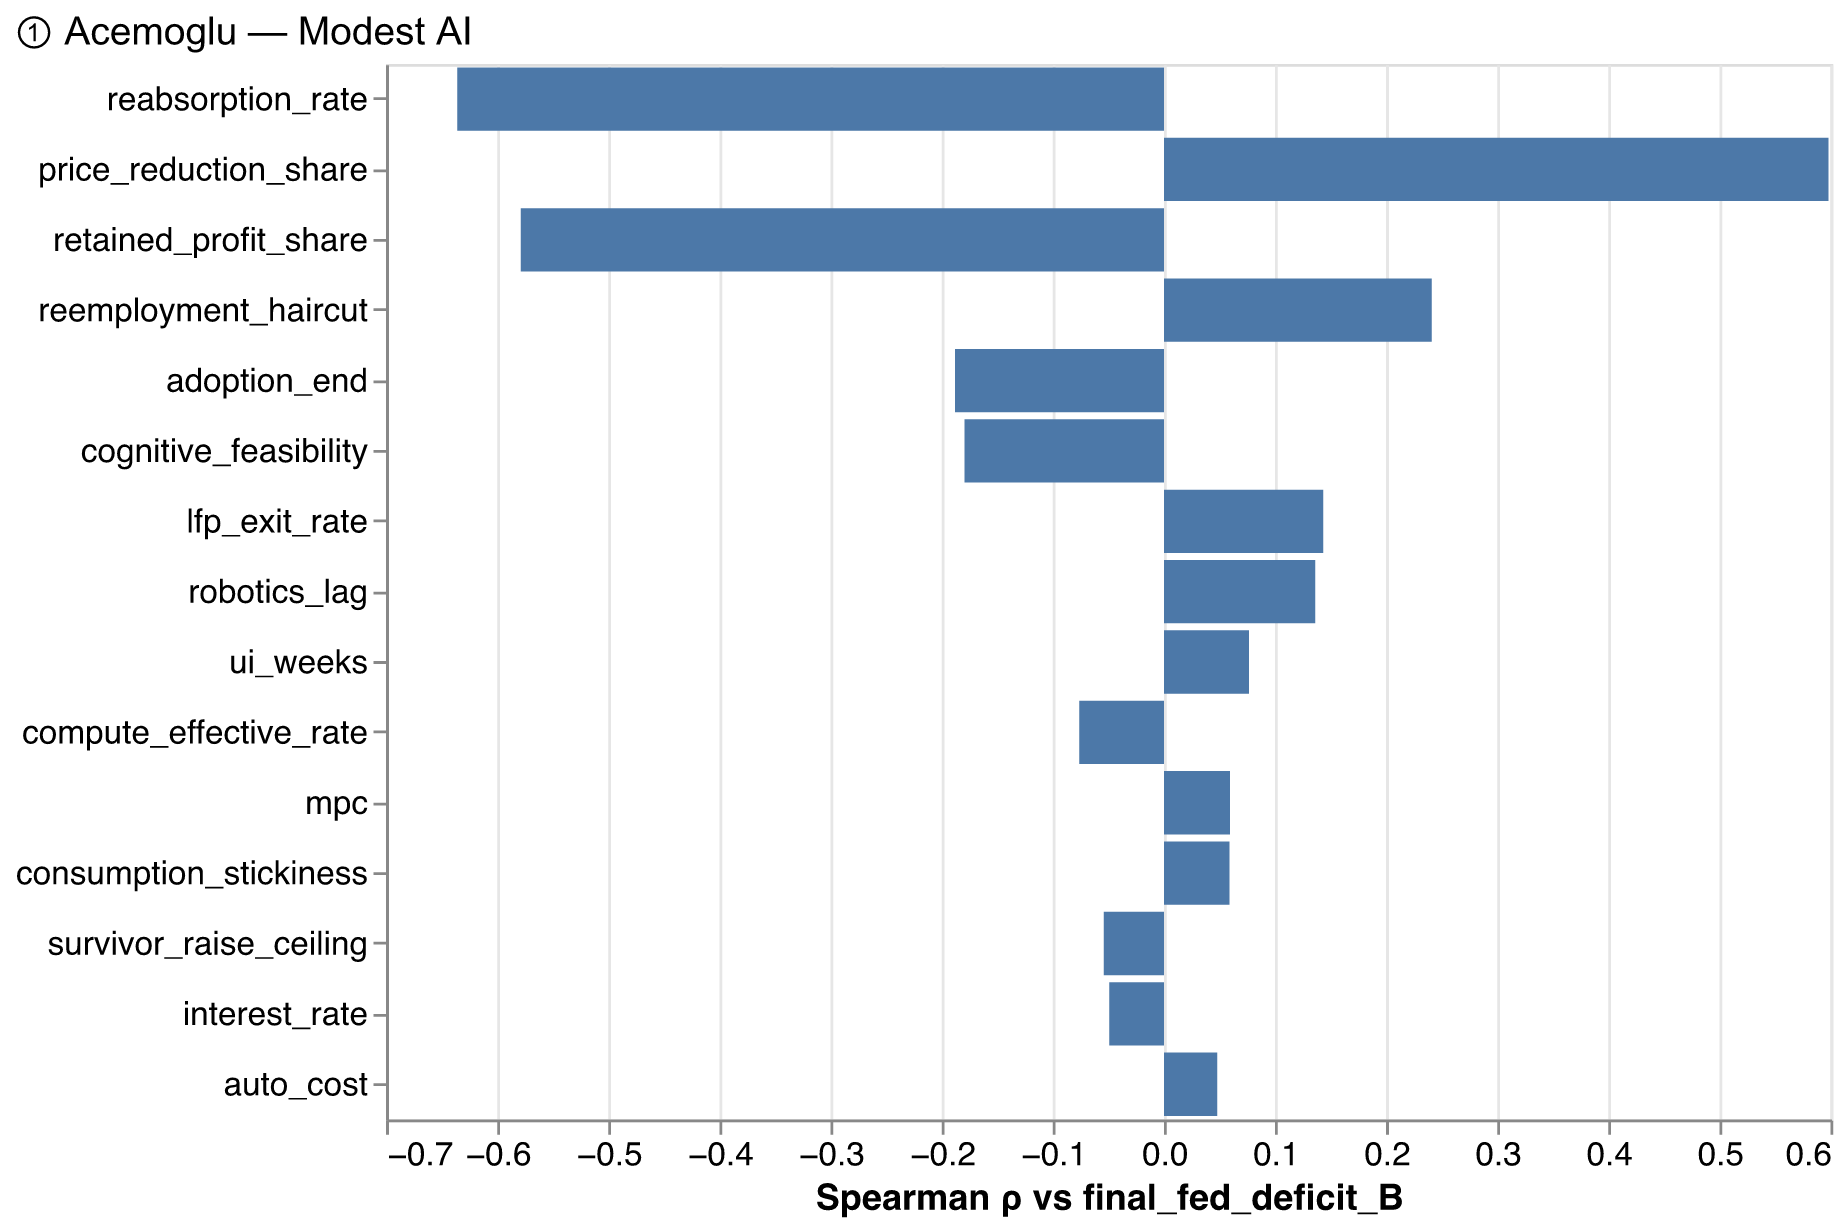 ① Acemoglu — Modest AI
reabsorption_rate
price_reduction_share
retained_profit_share
reemployment_haircut
adoption_end
cognitive_feasibility
lfp_exit_rate
robotics_lag
ui_weeks
compute_effective_rate
mpc
consumption_stickiness
survivor_raise_ceiling
interest_rate
auto_cost
−0.7 −0.6 −0.5 −0.4 −0.3 −0.2 −0.1 0.0 0.1 0.2 0.3 0.4 0.5 0.6
Spearman ρ vs final_fed_deficit_B